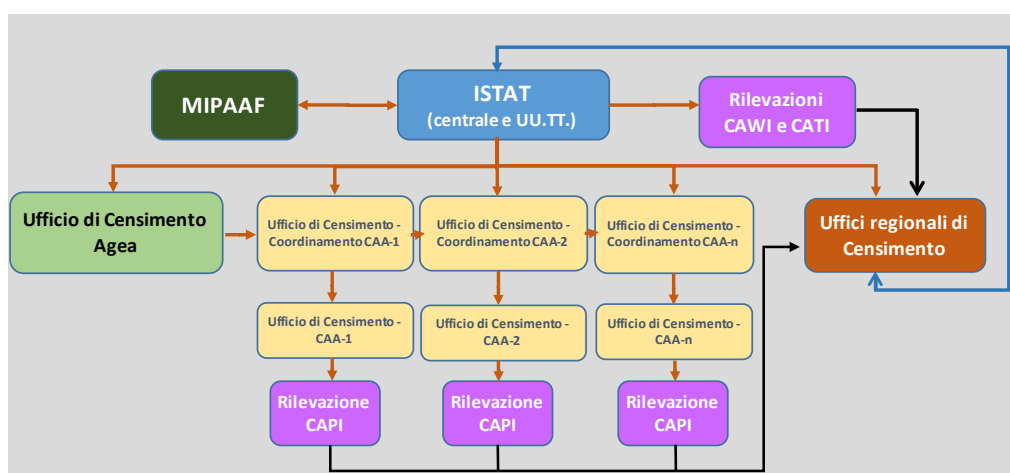 MIPAAF
ISTAT
(centrale e UU.TT.)
Rilevazioni
CAWI e CATI
Ufficio di Censimento
Agea
Ufficio di Censimento -
Coordinamento CAA-1
Ufficio di Censimento -
Coordinamento CAA-2
Ufficio di Censimento -
Coordinamento CAA-n
Uffici regionali di
Censimento
Ufficio di Censimento -
CAA-1
Ufficio di Censimento -
CAA-2
Ufficio di Censimento -
CAA-n
Rilevazione
CAPI
Rilevazione
CAPI
Rilevazione
CAPI